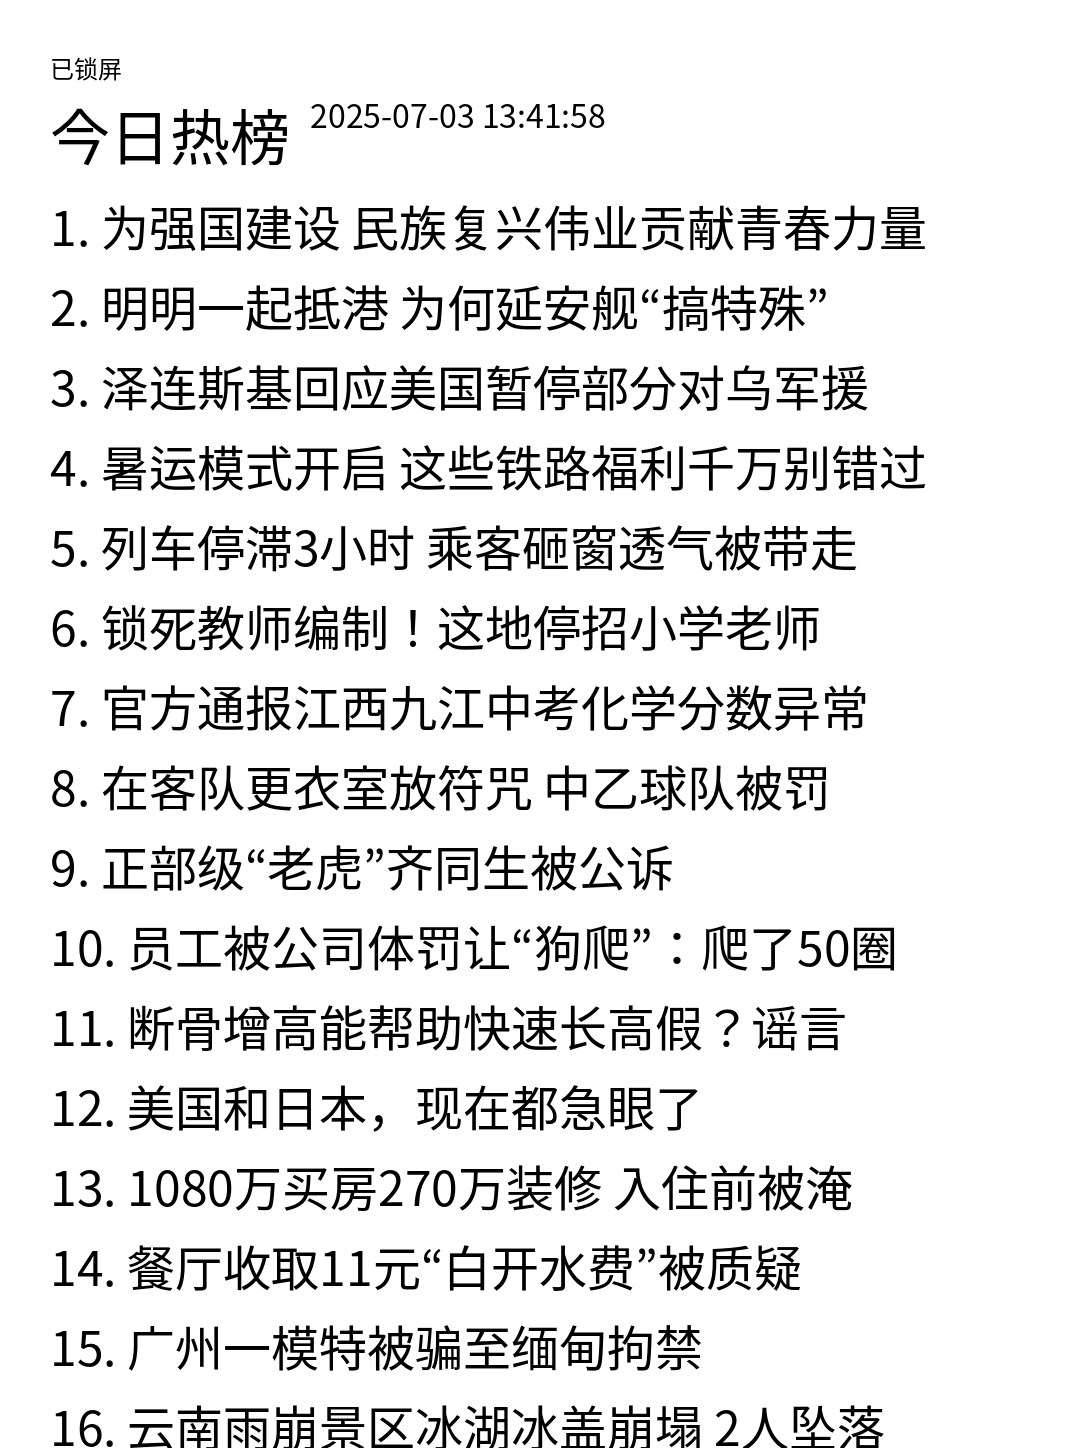 已锁屏
今日热榜 2025-07-03 13:41:58
1. 为强国建设 民族复兴伟业贡献青春力量
2. 明明一起抵港 为何延安舰“搞特殊”
3. 泽连斯基回应美国暂停部分对乌军援
4. 暑运模式开启 这些铁路福利千万别错过
5. 列车停滞3小时 乘客砸窗透气被带走
6. 锁死教师编制！这地停招小学老师
7. 官方通报江西九江中考化学分数异常
8. 在客队更衣室放符咒 中乙球队被罚
9. 正部级“老虎”齐同生被公诉
10. 员工被公司体罚让“狗爬”：爬了50圈
11. 断骨增高能帮助快速长高假？谣言
12. 美国和日本，现在都急眼了
13. 1080万买房270万装修 入住前被淹
14. 餐厅收取11元“白开水费”被质疑
15. 广州一模特被骗至缅甸拘禁
16. 云南雨崩景区冰湖冰盖崩塌 2人坠落